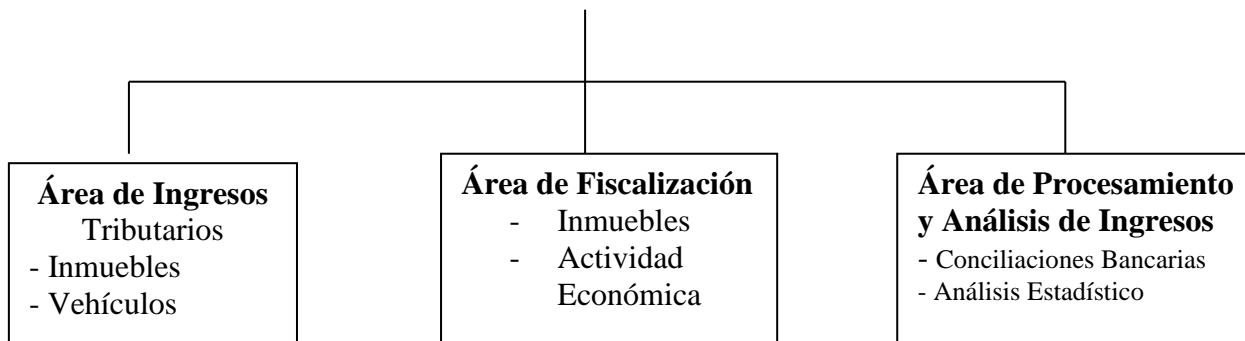 Área de Ingresos
Tributarios
- Inmuebles
- Vehículos
Área de Fiscalización
- Inmuebles
- Actividad
Económica
Área de Procesamiento
y Análisis de Ingresos
- Conciliaciones Bancarias
- Análisis Estadístico